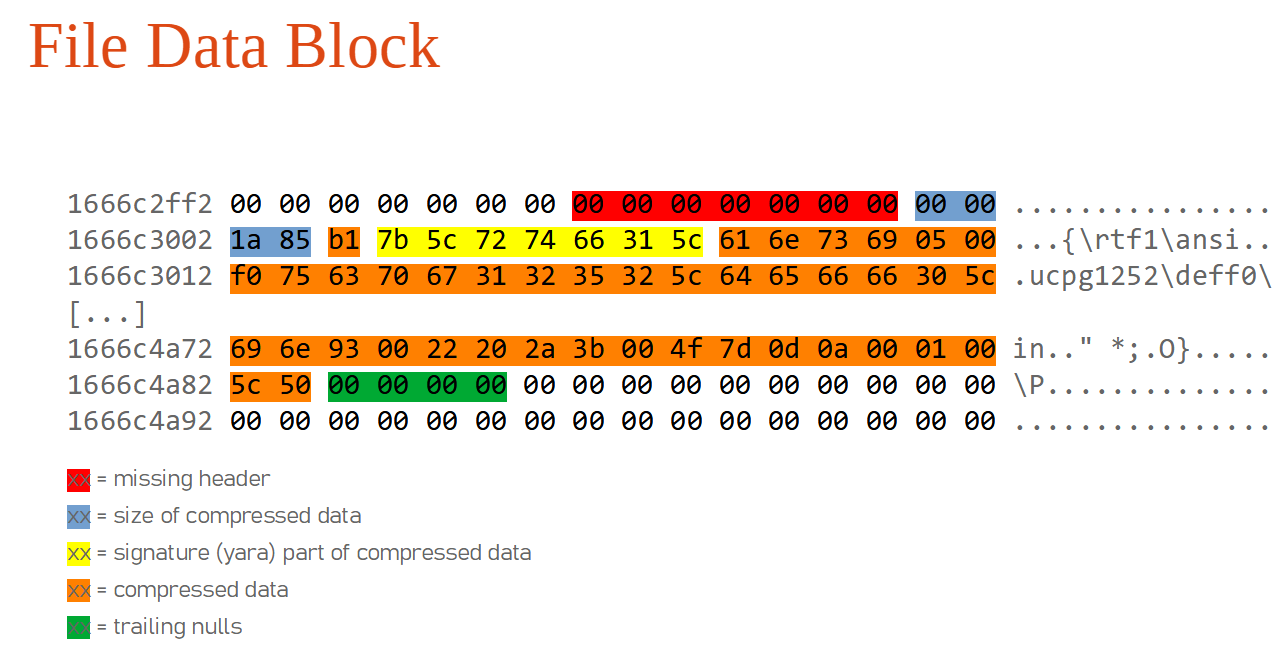 File Data Block
1666c2ff2 00 00 00 00 00 00 00 00 00 00 00 00 00 00 00 00 ................
1666c3002 1a 85 b1 7b 5c 72 74 66 31 5c 61 6e 73 69 05 00 ...{\rtf1\ansi..
1666c3012 f0 75 63 70 67 31 32 35 32 5c 64 65 66 66 30 5c .ucpg1252\deff0\
[...]
1666c4a72 69 6e 93 00 22 20 2a 3b 00 4f 7d 0d 0a 00 01 00 in.." *;.O}.....
1666c4a82 5c 50 00 00 00 00 00 00 00 00 00 00 00 00 00 00 \P..............
1666c4a92 00 00 00 00 00 00 00 00 00 00 00 00 00 00 00 00 ................
xx = missing header
xx = size of compressed data
xx = signature (yara) part of compressed data
xx = compressed data
xx = trailing nulls